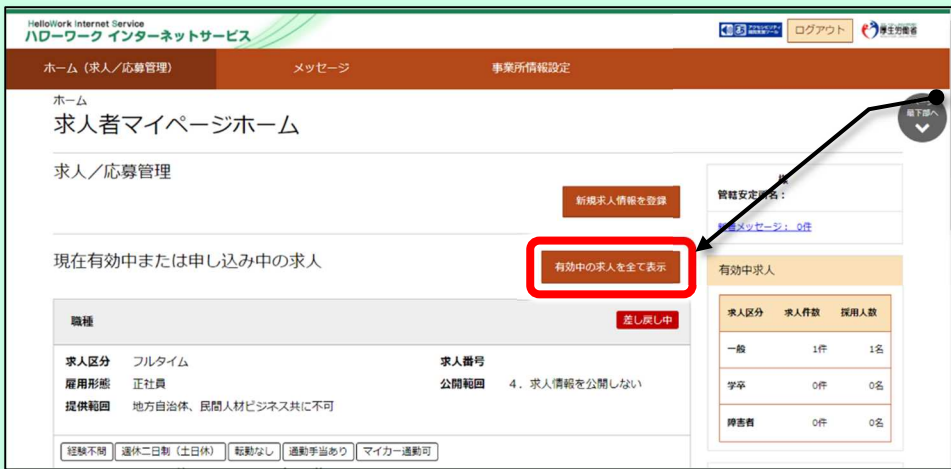 HelloWork Internet Service
ハローワーク インターネットサービス
ログアウト
厚生労働省
ホーム（求人／応募管理）
メッセージ
事業所情報設定
ホーム
求人者マイページホーム
最下部へ
求人／応募管理
新規求人情報を登録
様
管轄安定所名：
新着メッセージ： 0件
現在有効中または申し込み中の求人
有効中の求人を全て表示
有効中求人
職種
差し戻し中
求人区分 求人件数 採用人数
一般 1件 1名
学卒 0件 0名
障害者 0件 0名
求人区分 フルタイム
求人番号
雇用形態 正社員
公開範囲 4．求人情報を公開しない
提供範囲 地方自治体、民間人材ビジネス共に不可
経験不問 週休二日制（土日休） 転勤なし 通勤手当あり マイカー通勤可